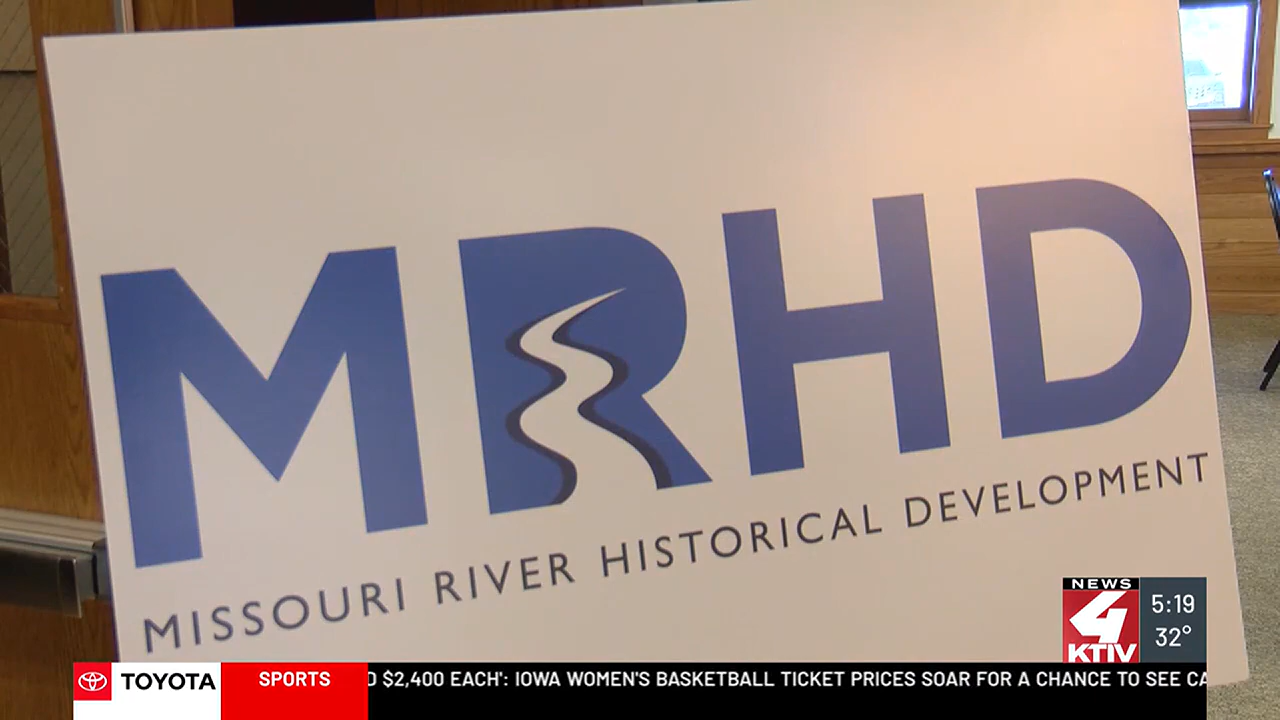 MRHD
MISSOURI RIVER HISTORICAL DEVELOPMENT
NEWS
4
KTIV
5:19
32°
TOYOTA
SPORTS
$2,400 EACH': IOWA WOMEN'S BASKETBALL TICKET PRICES SOAR FOR A CHANCE TO SEE